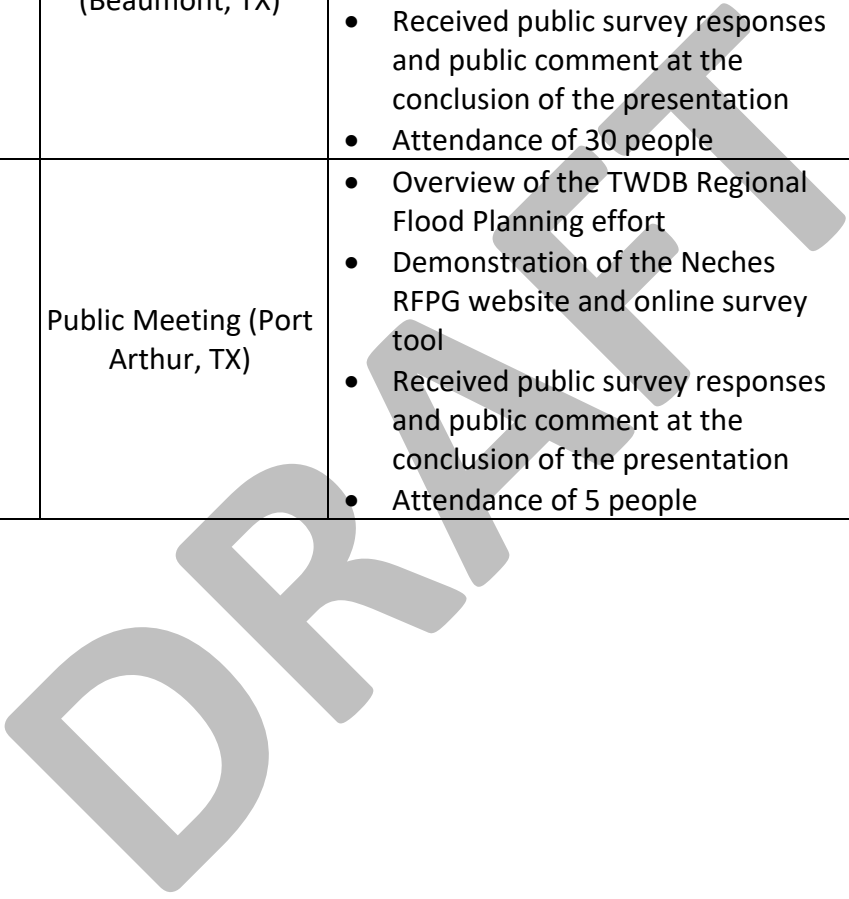 (Beaumont, TX)
• Received public survey responses
and public comment at the
conclusion of the presentation
• Attendance of 30 people
Public Meeting (Port
Arthur, TX)
• Overview of the TWDB Regional
Flood Planning effort
• Demonstration of the Neches
RFPG website and online survey
tool
• Received public survey responses
and public comment at the
conclusion of the presentation
• Attendance of 5 people
DRAFT